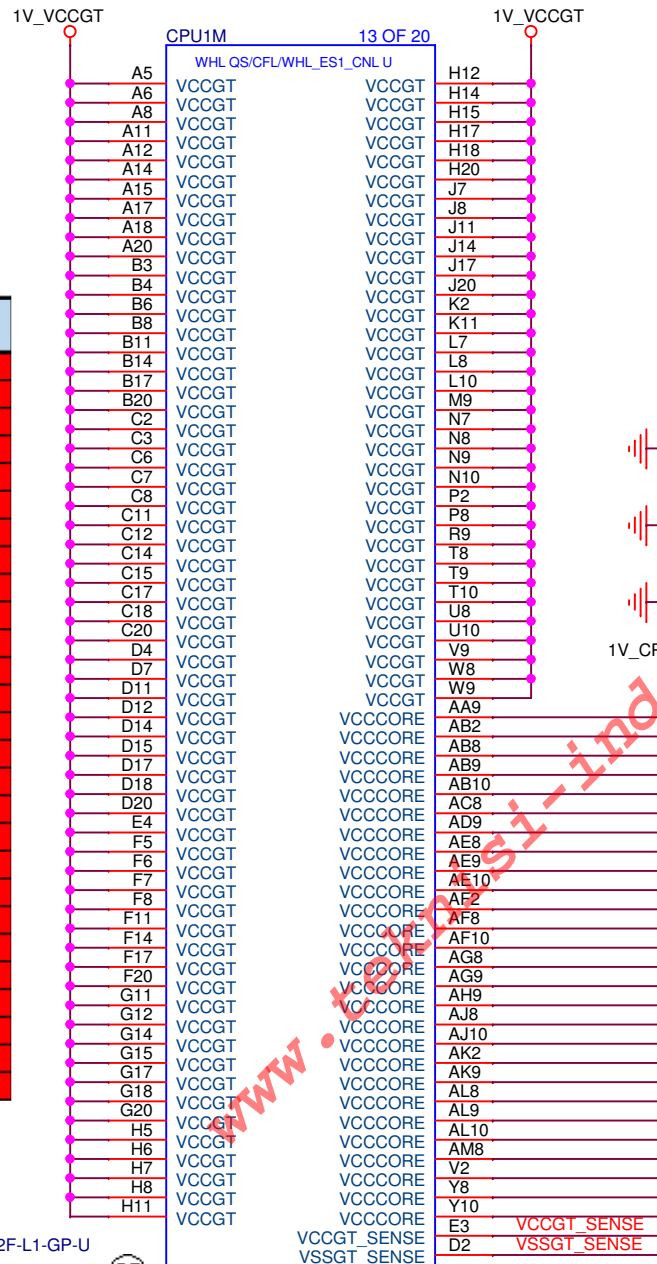 1V_VCCGT 1V_VCCGT
CPU1M 13 OF 20
WHL QS/CFL/WHL_ES1_CNL U
A5 VCCGT VCCGT H12
A6 VCCGT VCCGT H14
A8 VCCGT VCCGT H15
A11 VCCGT VCCGT H17
A12 VCCGT VCCGT H18
A14 VCCGT VCCGT H20
A15 VCCGT VCCGT J7
A17 VCCGT VCCGT J8
A18 VCCGT VCCGT J11
A20 VCCGT VCCGT J14
B3 VCCGT VCCGT J17
B4 VCCGT VCCGT J20
B6 VCCGT VCCGT K2
B8 VCCGT VCCGT K11
B11 VCCGT VCCGT L7
B14 VCCGT VCCGT L8
B17 VCCGT VCCGT L10
B20 VCCGT VCCGT M9
C2 VCCGT VCCGT N7
C3 VCCGT VCCGT N8
C6 VCCGT VCCGT N9
C7 VCCGT VCCGT N10
C8 VCCGT VCCGT P2
C11 VCCGT VCCGT P8
C12 VCCGT VCCGT R9
C14 VCCGT VCCGT T8
C15 VCCGT VCCGT T9
C17 VCCGT VCCGT T10
C18 VCCGT VCCGT U8
C20 VCCGT VCCGT U10
D4 VCCGT VCCGT V9
D7 VCCGT VCCGT W8
D11 VCCGT VCCGT W9
D12 VCCGT VCCCORE AA9
D14 VCCGT VCCCORE AB2
D15 VCCGT VCCCORE AB8
D17 VCCGT VCCCORE AB9
D18 VCCGT VCCCORE AB10
D20 VCCGT VCCCORE AC8
E4 VCCGT VCCCORE AD9
F5 VCCGT VCCCORE AE8
F6 VCCGT VCCCORE AE9
F7 VCCGT VCCCORE AE10
F8 VCCGT VCCCORE AF2
F11 VCCGT VCCCORE AF8
F14 VCCGT VCCCORE AF10
F17 VCCGT VCCCORE AG8
F20 VCCGT VCCCORE AG9
G11 VCCGT VCCCORE AH9
G12 VCCGT VCCCORE AJ8
G14 VCCGT VCCCORE AJ10
G15 VCCGT VCCCORE AK2
G17 VCCGT VCCCORE AK9
G18 VCCGT VCCCORE AL8
G20 VCCGT VCCCORE AL9
H5 VCCGT VCCCORE AL10
H6 VCCGT VCCCORE AM8
H7 VCCGT VCCCORE V2
H8 VCCGT VCCCORE Y8
H11 VCCGT VCCCORE Y10
VCCGT_SENSE E3 VCCGT_SENSE
VSSGT_SENSE D2 VSSGT_SENSE
2F-L1-GP-U
1V_CP
www.teknisi-ind